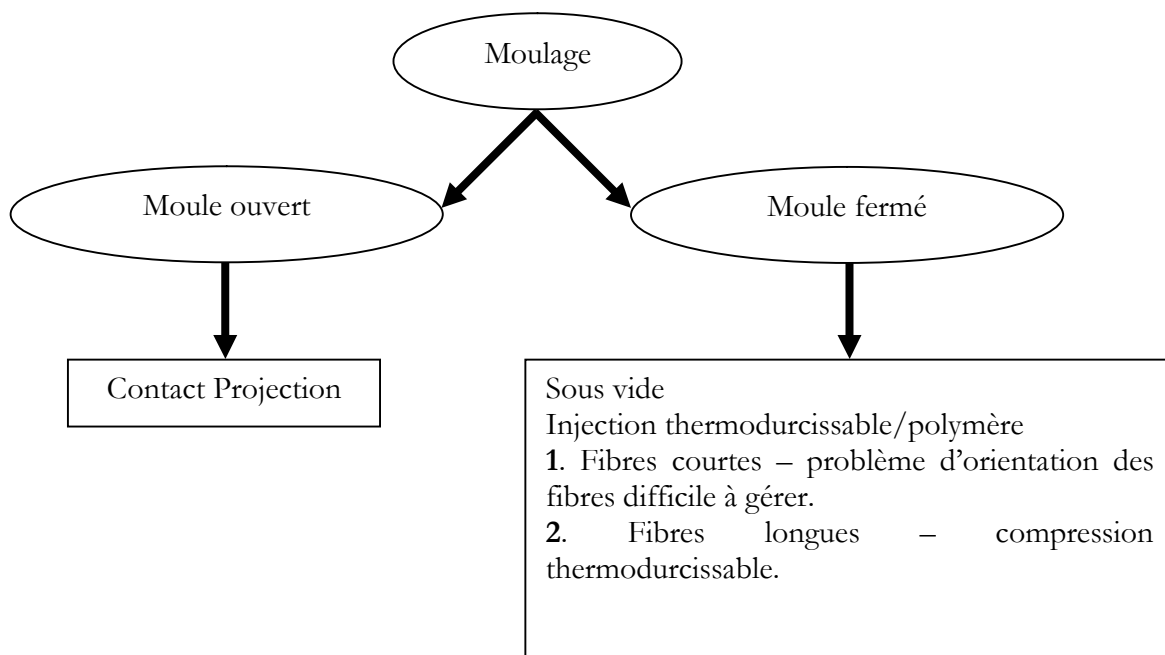 Moulage
Moule ouvert
Moule fermé
Contact Projection
Sous vide
Injection thermodurcissable/polymère
1. Fibres courtes – problème d'orientation des
fibres difficile à gérer.
2. Fibres longues – compression
thermodurcissable.